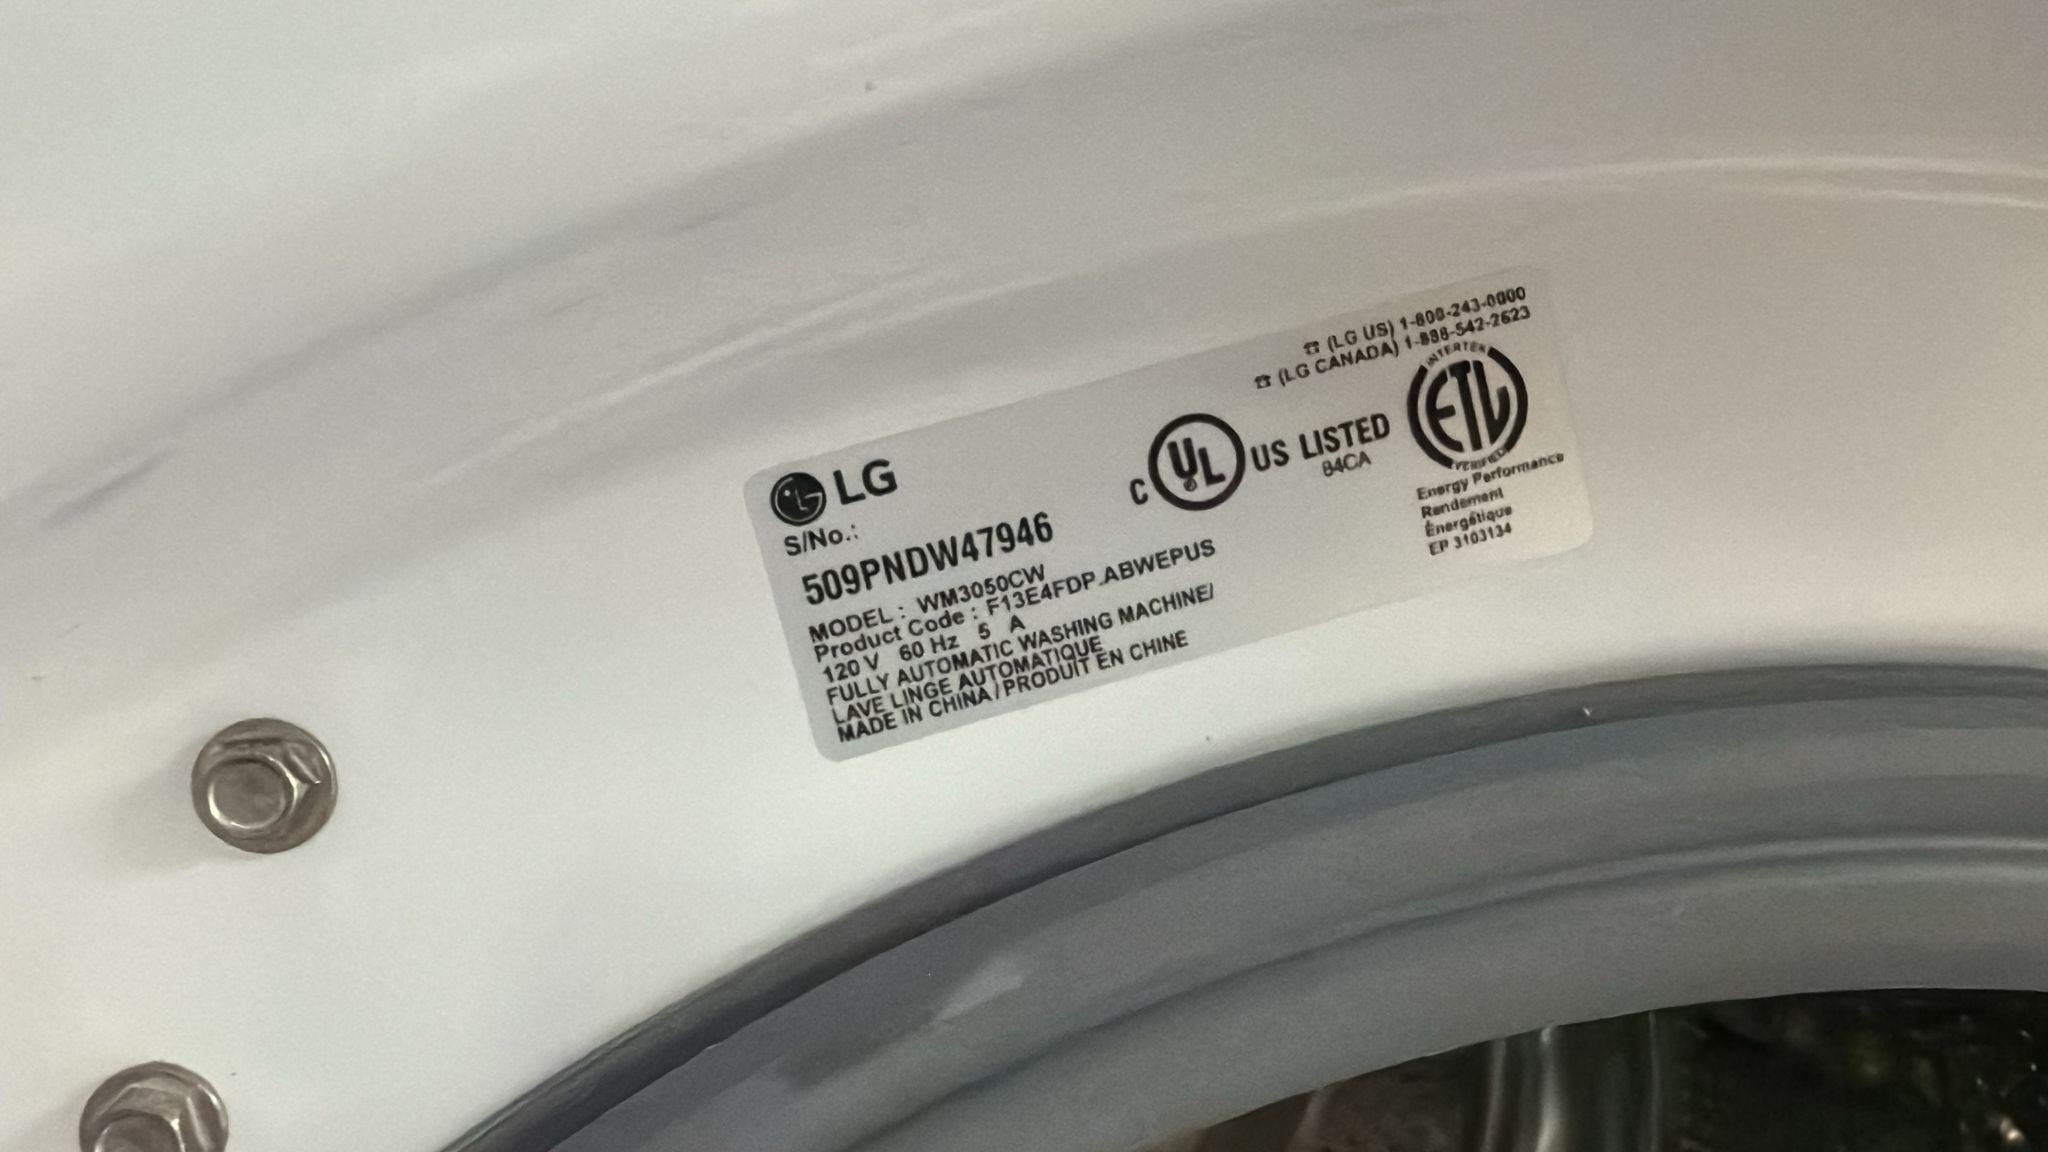 (LG US) 1-800-243-0000
(LG CANADA) 1-888-542-2623
LG
S/No.:
509PNDW47946
MODEL : WM3050CW
Product Code : F13E4FDP.ABWEPUS
120 V 60 Hz 5 A
FULLY AUTOMATIC WASHING MACHINE/
LAVE LINGE AUTOMATIQUE
MADE IN CHINA / PRODUIT EN CHINE
C UL US LISTED
84CA
INTERTEK
ETL
VERIFIED
Energy Performance
Rendement
Énergétique
EP 3103134